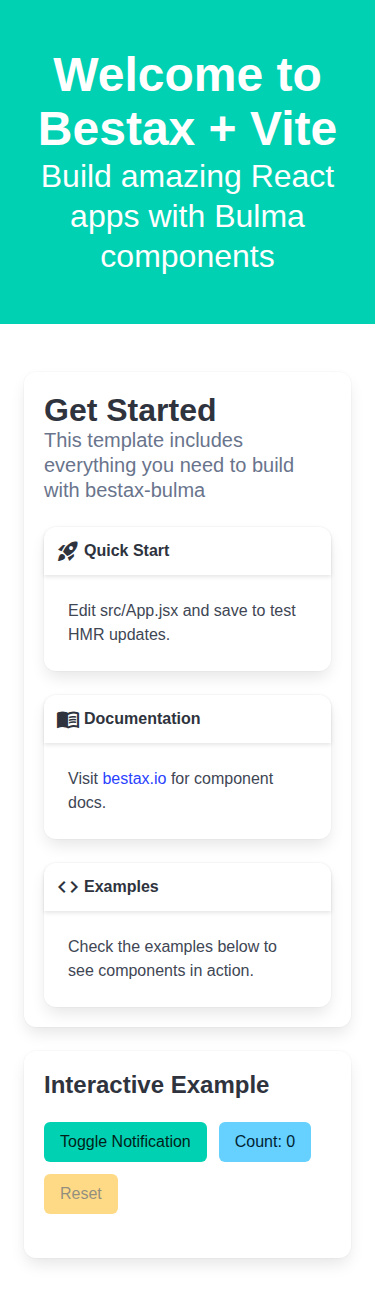 Welcome to
Bestax + Vite
Build amazing React
apps with Bulma
components
Get Started
This template includes
everything you need to build
with bestax-bulma
Quick Start
Edit src/App.jsx and save to test
HMR updates.
Documentation
Visit bestax.io for component
docs.
Examples
Check the examples below to
see components in action.
Interactive Example
Toggle Notification
Count: 0
Reset